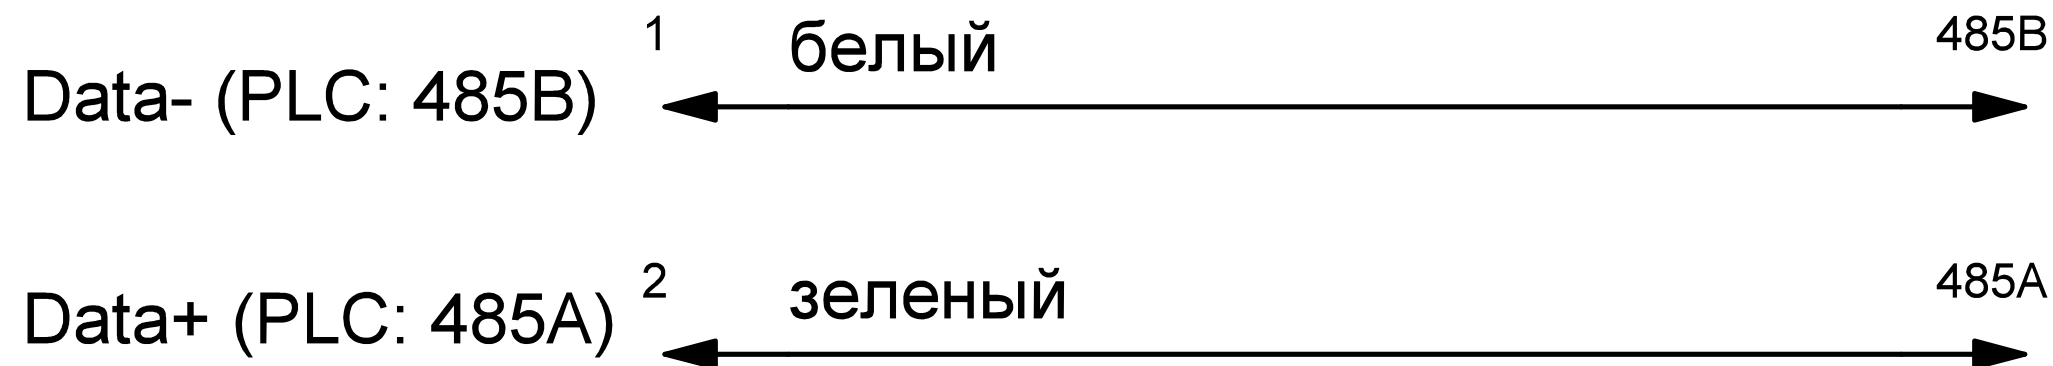 1 белый 485B
Data- (PLC: 485B)
2 зеленый 485A
Data+ (PLC: 485A)